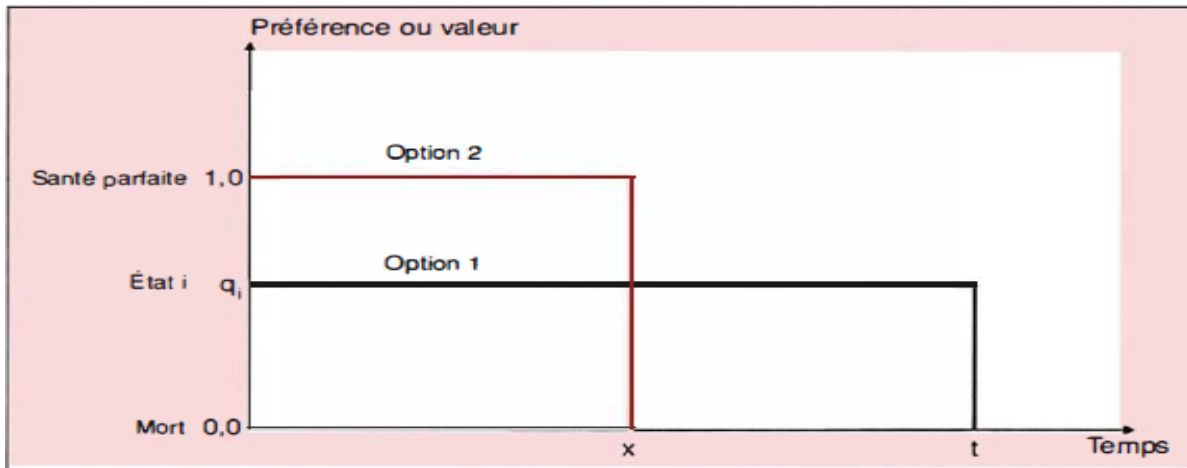 Préférence ou valeur
Option 2
Santé parfaite 1,0
Option 1
État i qi
Mort 0,0
x t Temps